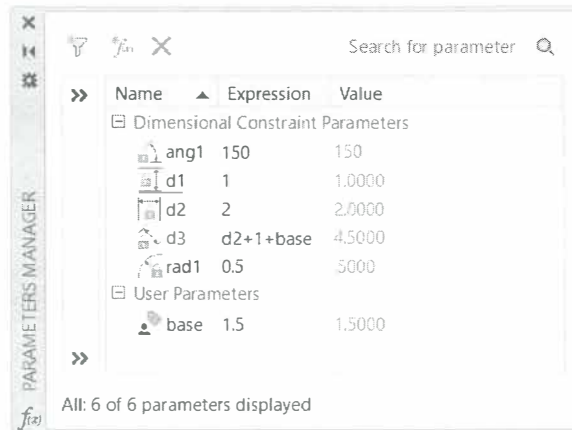 Search for parameter
Name Expression Value
Dimensional Constraint Parameters
ang1 150 150
d1 1 1.0000
d2 2 2.0000
d3 d2+1+base 4.5000
rad1 0.5 .5000
User Parameters
base 1.5 1.5000
All: 6 of 6 parameters displayed
PARAMETERS MANAGER
f(x)